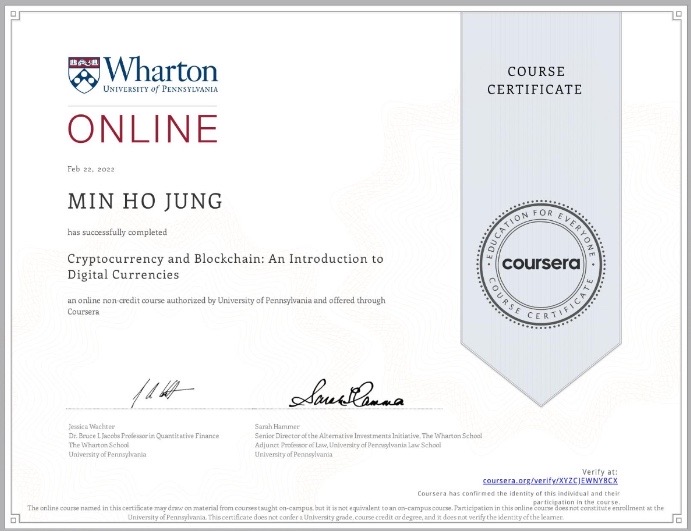 Wharton
UNIVERSITY of PENNSYLVANIA
ONLINE
Feb 22, 2022
MIN HO JUNG
has successfully completed
Cryptocurrency and Blockchain: An Introduction to
Digital Currencies
an online non-credit course authorized by University of Pennsylvania and offered through
Coursera
COURSE
CERTIFICATE
EDUCATION FOR EVERYONE
coursera
COURSE CERTIFICATE
Jessica Wachter
Dr. Bruce I. Jacobs Professor in Quantitative Finance
The Wharton School
University of Pennsylvania
Sarah Hammer
Senior Director of the Alternative Investments Initiative, The Wharton School
Adjunct Professor of Law, University of Pennsylvania Law School
University of Pennsylvania
Verify at:
coursera.org/verify/XYZCJEWNY8CX
Coursera has confirmed the identity of this individual and their
participation in the course.
The online course named in this certificate may draw on material from courses taught on-campus, but it is not equivalent to an on-campus course. Participation in this online course does not constitute enrollment at the
University of Pennsylvania. This certificate does not confer a University grade, course credit or degree, and it does not verify the identity of the learner.